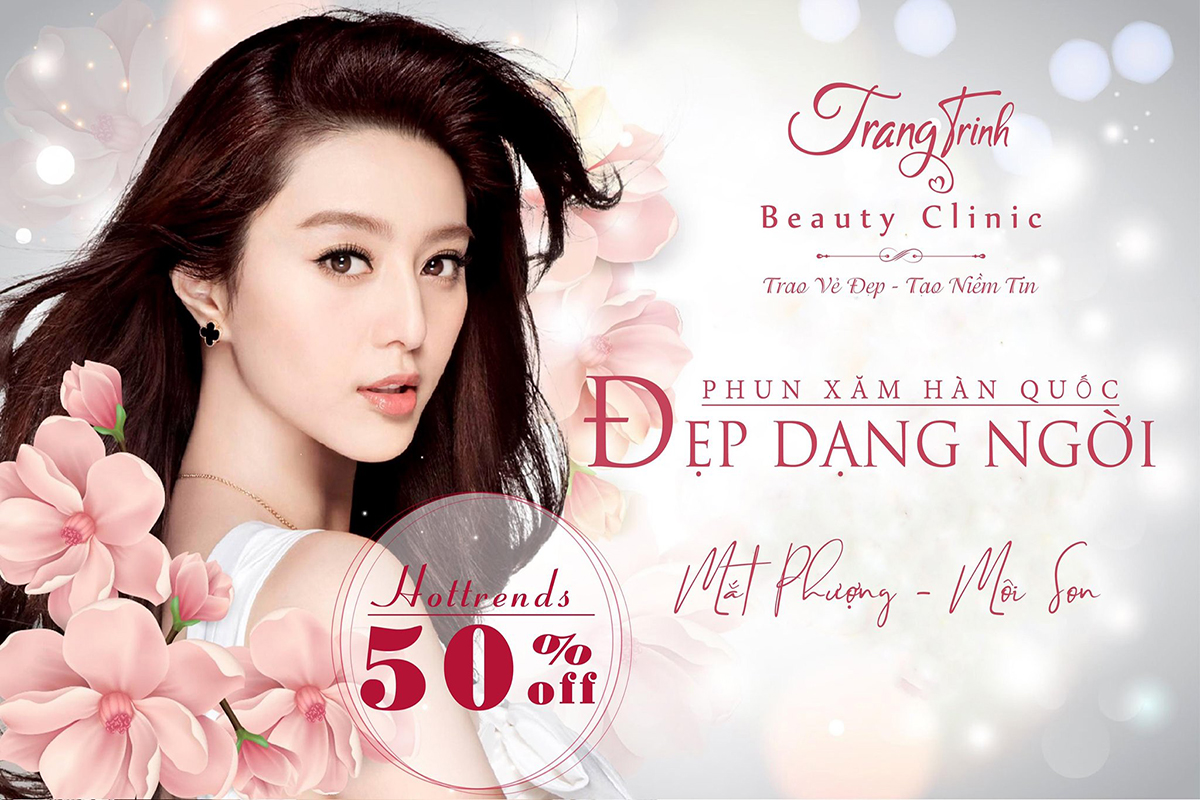 Trang Trinh
Beauty Clinic
Trao Vẻ Đẹp - Tạo Niềm Tin
PHUN XĂM HÀN QUỐC
ĐẸP DẠNG NGỜI
Mắt Phượng - Môi Son
Hottrends
50% off